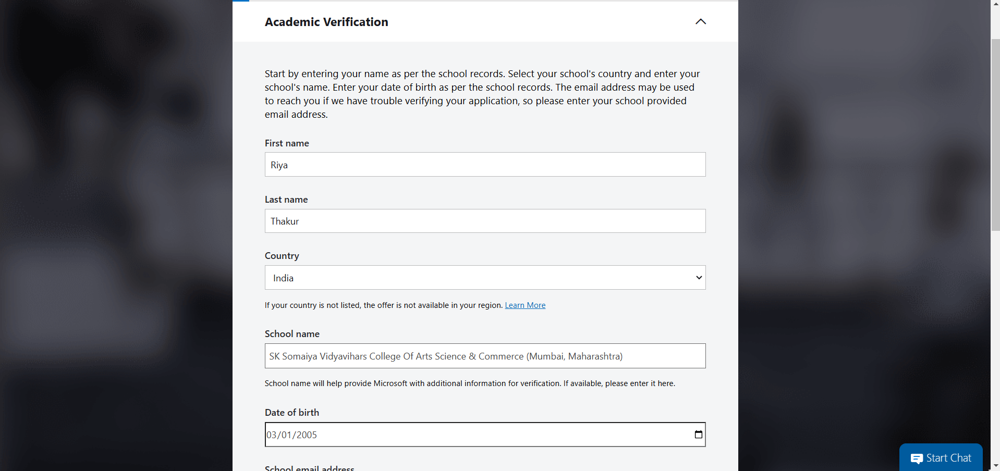 Academic Verification
Start by entering your name as per the school records. Select your school's country and enter your
school's name. Enter your date of birth as per the school records. The email address may be used
to reach you if we have trouble verifying your application, so please enter your school provided
email address.
First name
Riya
Last name
Thakur
Country
India
If your country is not listed, the offer is not available in your region. Learn More
School name
SK Somaiya Vidyavihars College Of Arts Science & Commerce (Mumbai, Maharashtra)
School name will help provide Microsoft with additional information for verification. If available, please enter it here.
Date of birth
03/01/2005
School email address
Start Chat